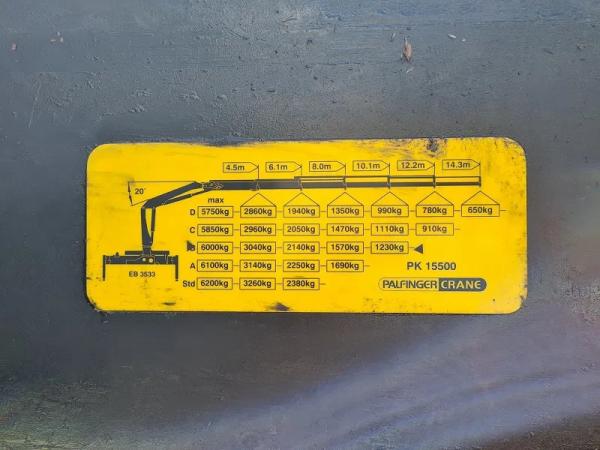 4.5m 6.1m 8.0m 10.1m 12.2m 14.3m
20°
max
D 5750kg 2860kg 1940kg 1350kg 990kg 780kg 650kg
C 5850kg 2960kg 2050kg 1470kg 1110kg 910kg
6000kg 3040kg 2140kg 1570kg 1230kg
A 6100kg 3140kg 2250kg 1690kg PK 15500
EB 3533
Std 6200kg 3260kg 2380kg PALFINGER CRANE